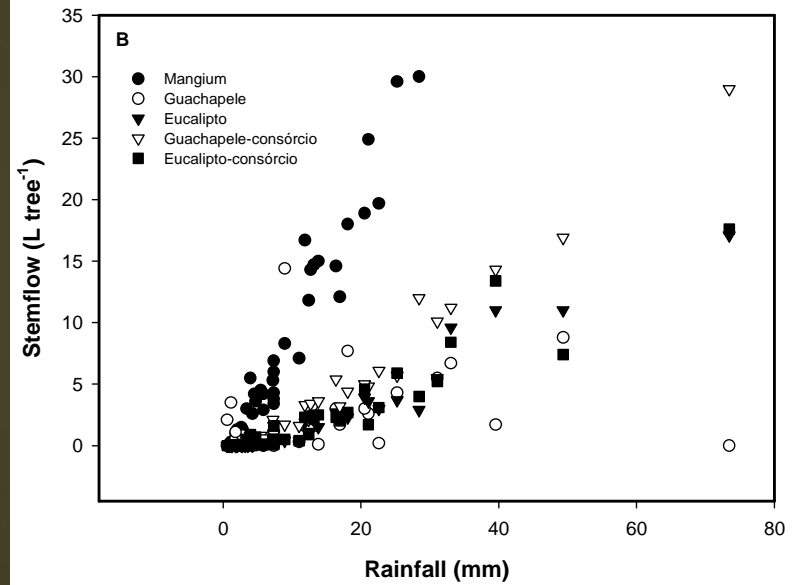 35
B
30
Mangium
Guachapele
Eucalipto
25
Guachapele-consórcio
Eucalipto-consórcio
20
15
10
5
0
Stemflow (L tree-1)
0 20 40 60 80
Rainfall (mm)